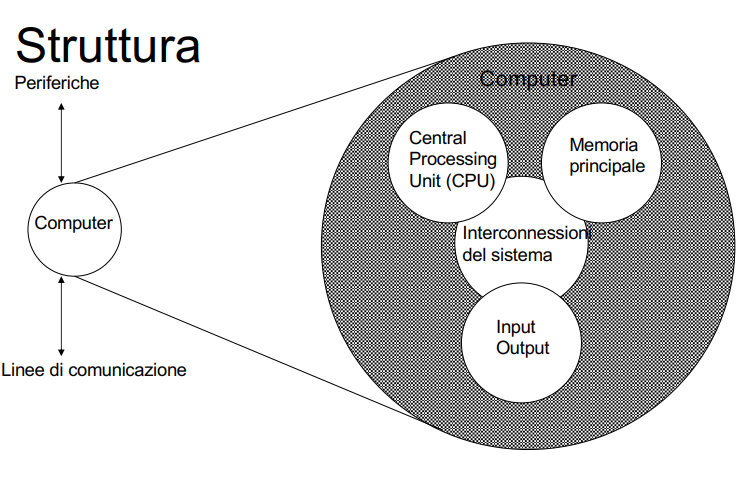 Struttura
Periferiche
Computer
Linee di comunicazione
Computer
Central
Processing
Unit (CPU)
Memoria
principale
Interconnessioni
del sistema
Input
Output